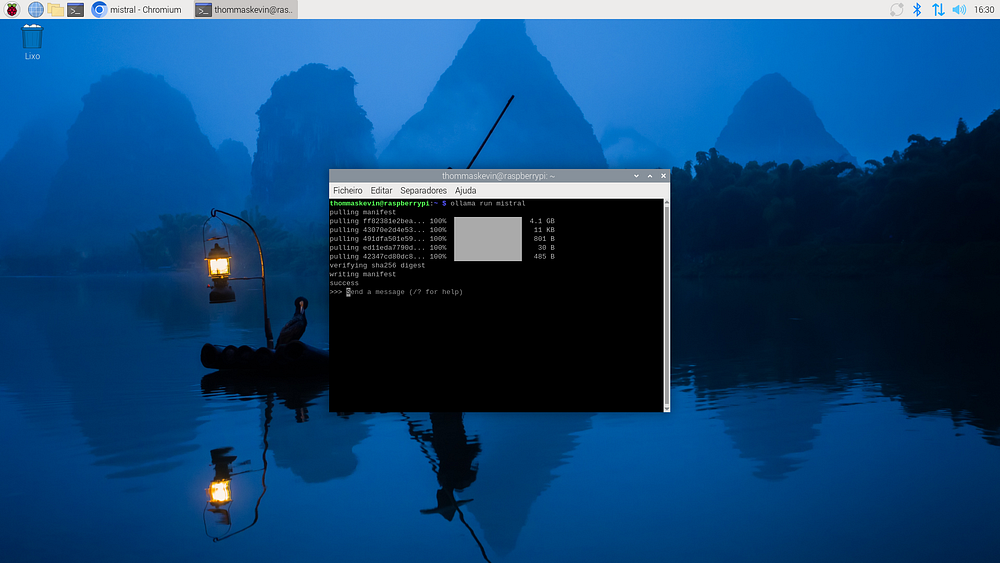 mistral - Chromium
thommaskevin@ras..
16:30
Lixo
thommaskevin@raspberrypi: ~
Ficheiro Editar Separadores Ajuda
thommaskevin@raspberrypi:~ $ ollama run mistral
pulling manifest
pulling ff82381e2bea... 100% 4.1 GB
pulling 43070e2d4e53... 100% 11 KB
pulling 491dfa501e59... 100% 801 B
pulling ed11eda7790d... 100% 30 B
pulling 42347cd80dc8... 100% 485 B
verifying sha256 digest
writing manifest
success
>>> Send a message (/? for help)